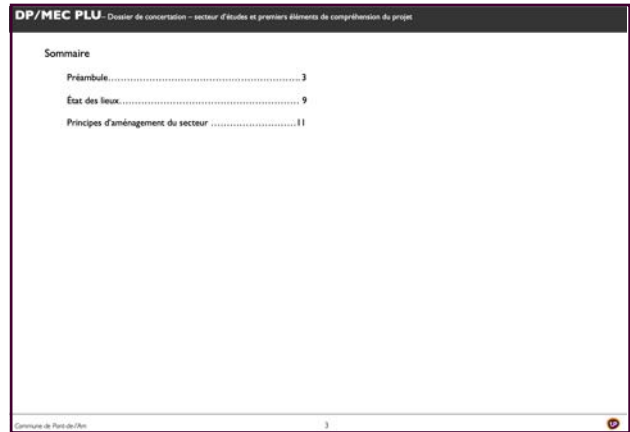 DP/MEC PLU– Dossier de concertation – secteur d'études et premiers éléments de compréhension du projet
Sommaire
Préambule.............................................................3
État des lieux......................................................... 9
Principes d'aménagement du secteur ...........................11
Commune de Pont-de-l'Arn
3
UP